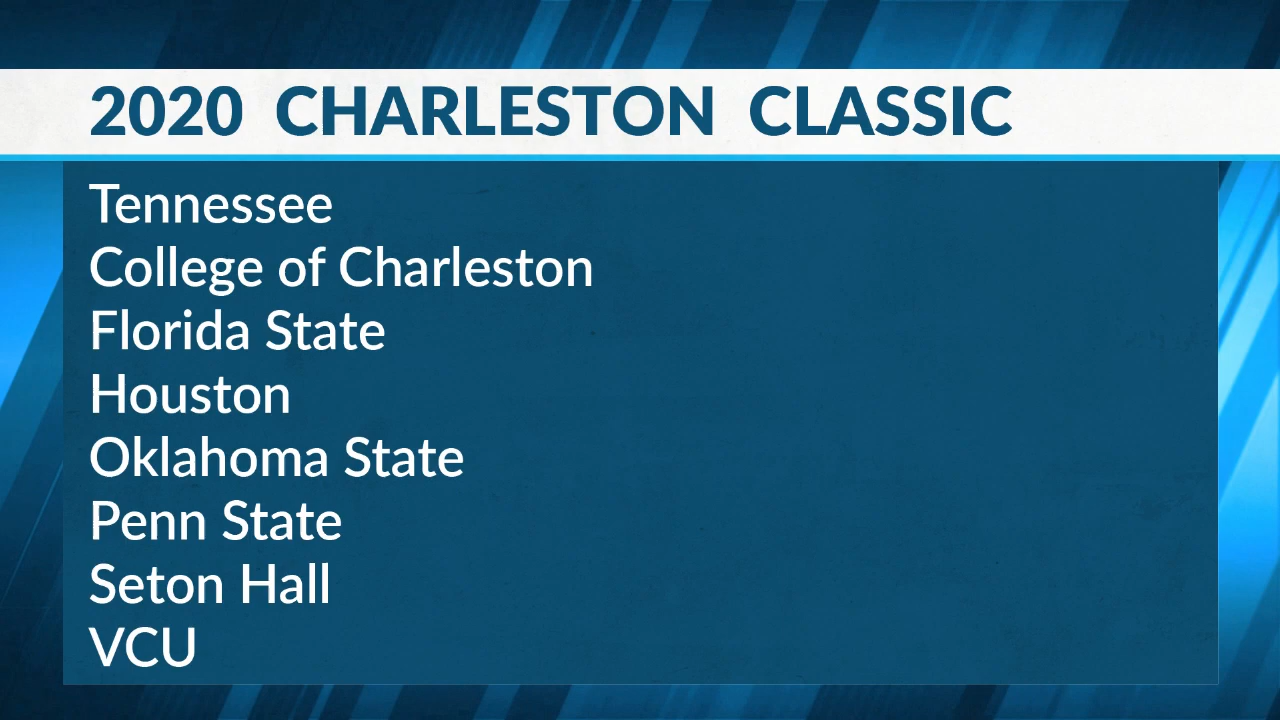 2020 CHARLESTON CLASSIC
Tennessee
College of Charleston
Florida State
Houston
Oklahoma State
Penn State
Seton Hall
VCU